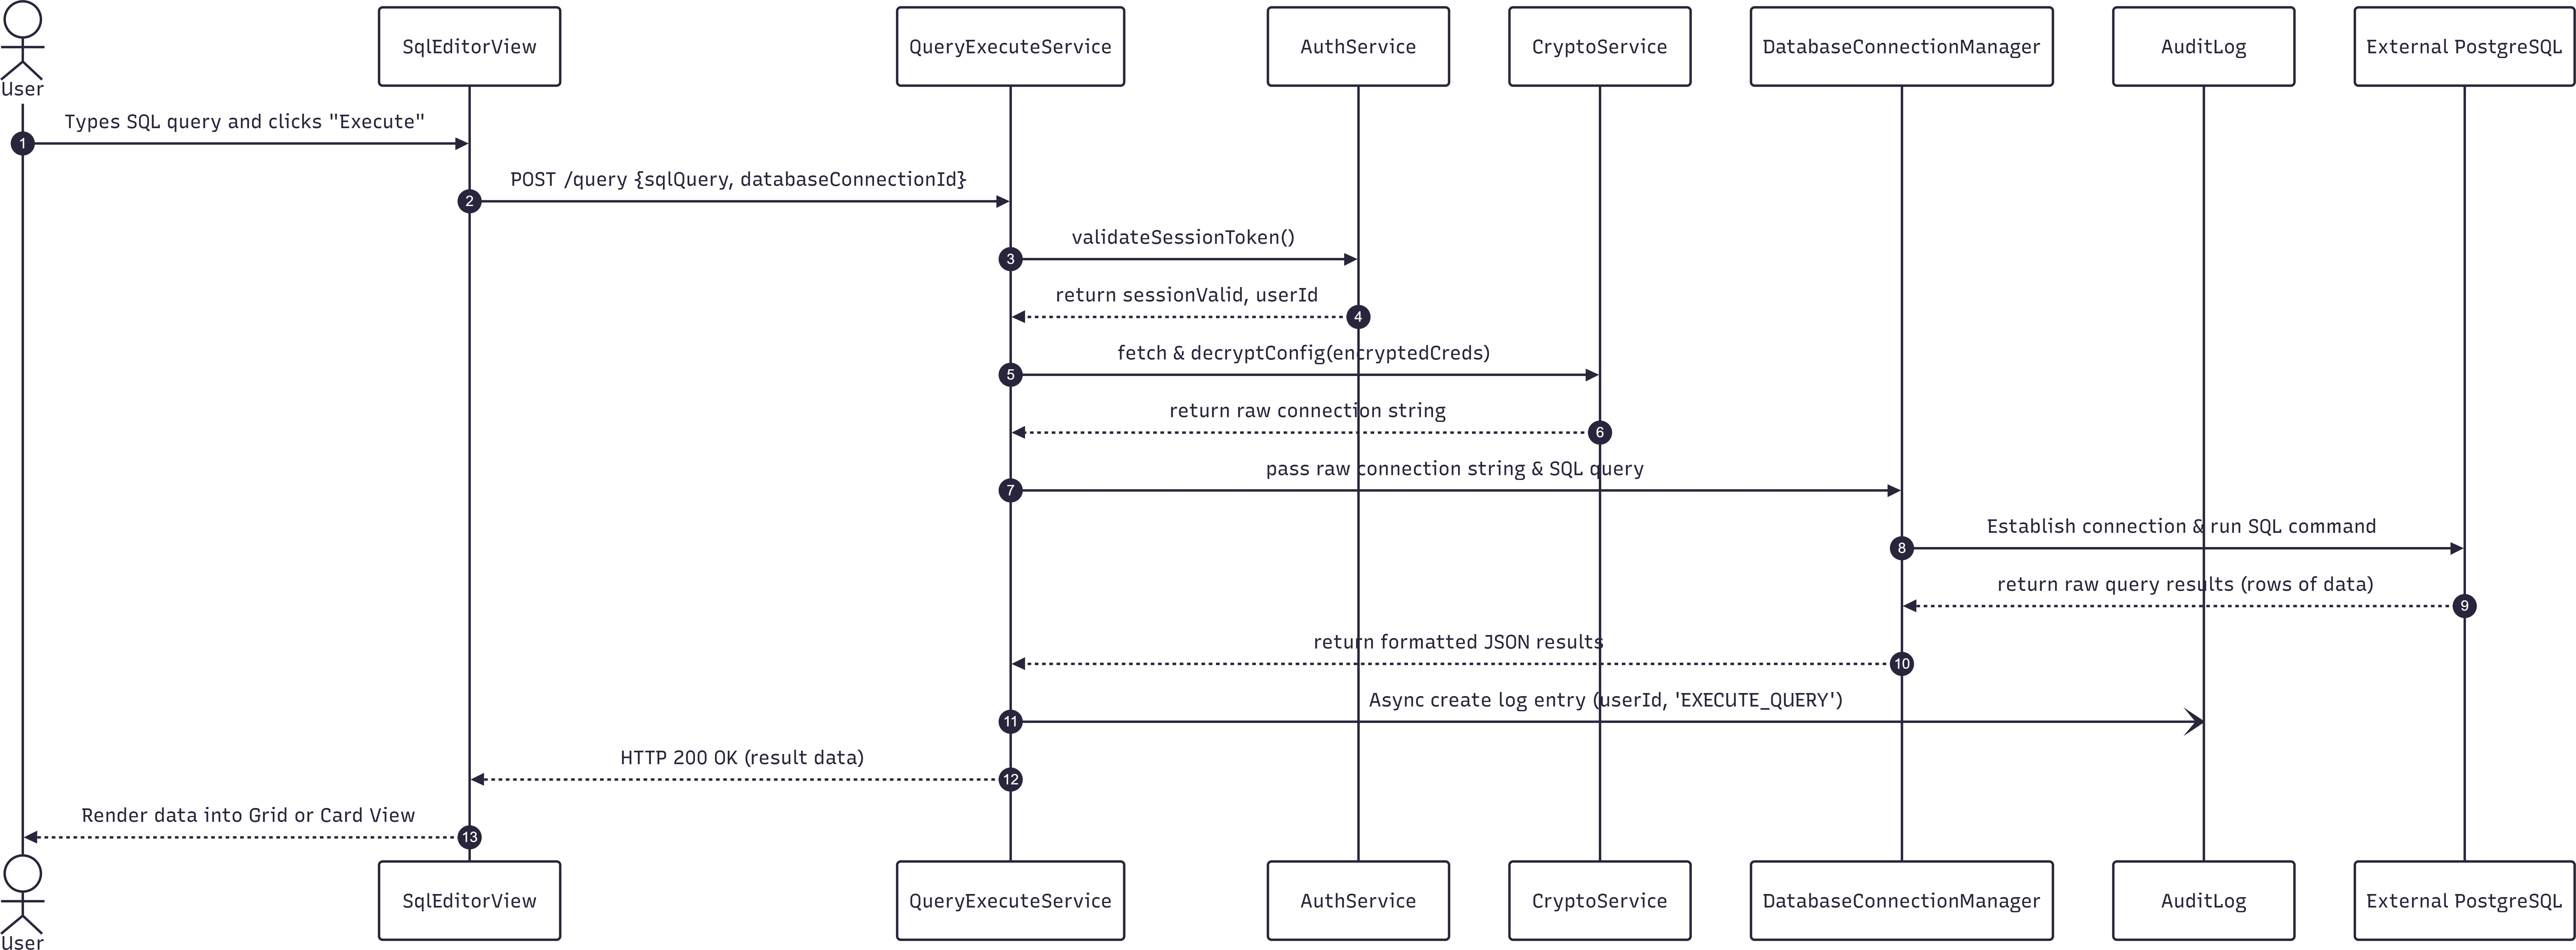 SqlEditorView
QueryExecuteService
AuthService
CryptoService
DatabaseConnectionManager
AuditLog
External PostgreSQL
User
Types SQL query and clicks "Execute"
1
POST /query {sqlQuery, databaseConnectionId}
2
validateSessionToken()
3
return sessionValid, userId
4
fetch & decryptConfig(encryptedCreds)
5
return raw connection string
6
pass raw connection string & SQL query
7
Establish connection & run SQL command
8
return raw query results (rows of data)
9
return formatted JSON results
10
Async create log entry (userId, 'EXECUTE_QUERY')
11
HTTP 200 OK (result data)
12
Render data into Grid or Card View
13
SqlEditorView
QueryExecuteService
AuthService
CryptoService
DatabaseConnectionManager
AuditLog
External PostgreSQL
User